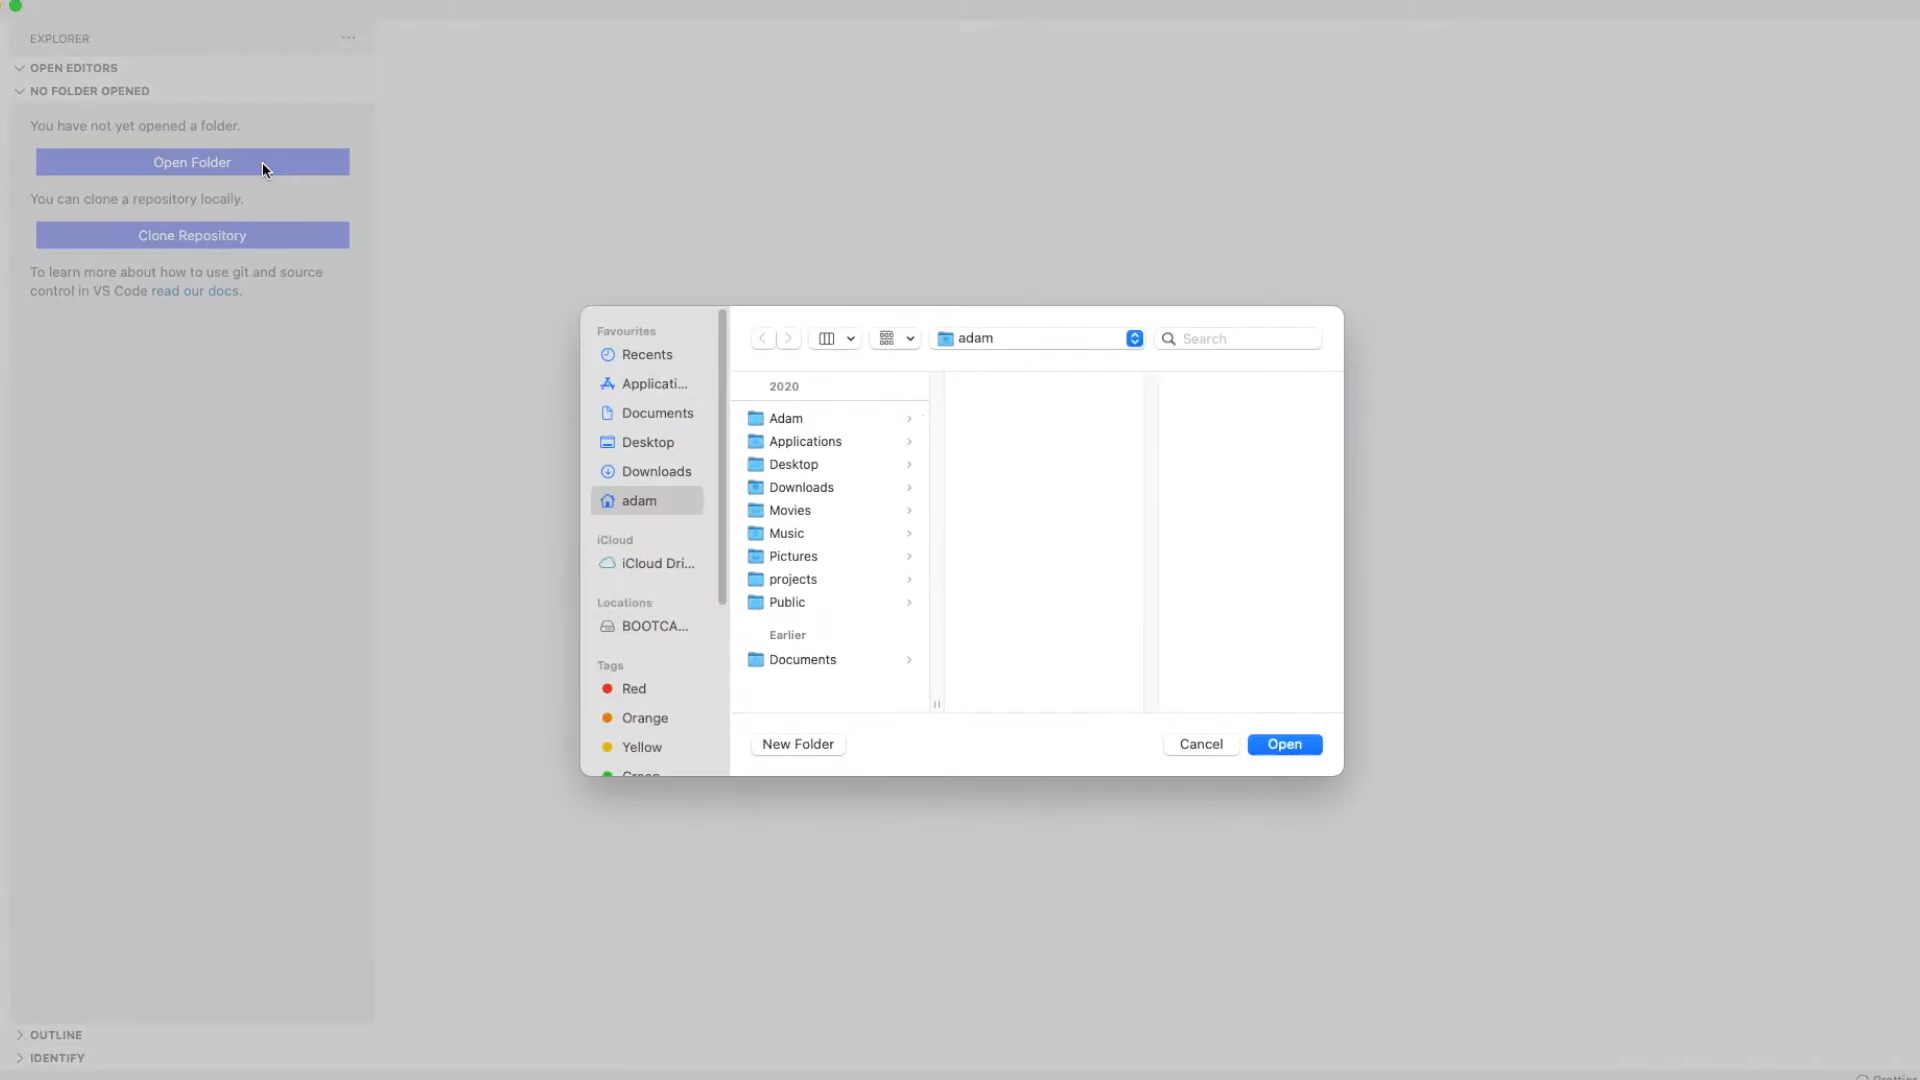 EXPLORER
OPEN EDITORS
NO FOLDER OPENED
You have not yet opened a folder.
Open Folder
You can clone a repository locally.
Clone Repository
To learn more about how to use git and source
control in VS Code read our docs.
OUTLINE
IDENTIFY
Favourites
Recents
Applicati...
Documents
Desktop
Downloads
adam
iCloud
iCloud Dri...
Locations
BOOTCA...
Tags
Red
Orange
Yellow
Green
adam
Search
2020
Adam
Applications
Desktop
Downloads
Movies
Music
Pictures
projects
Public
Earlier
Documents
New Folder
Cancel
Open